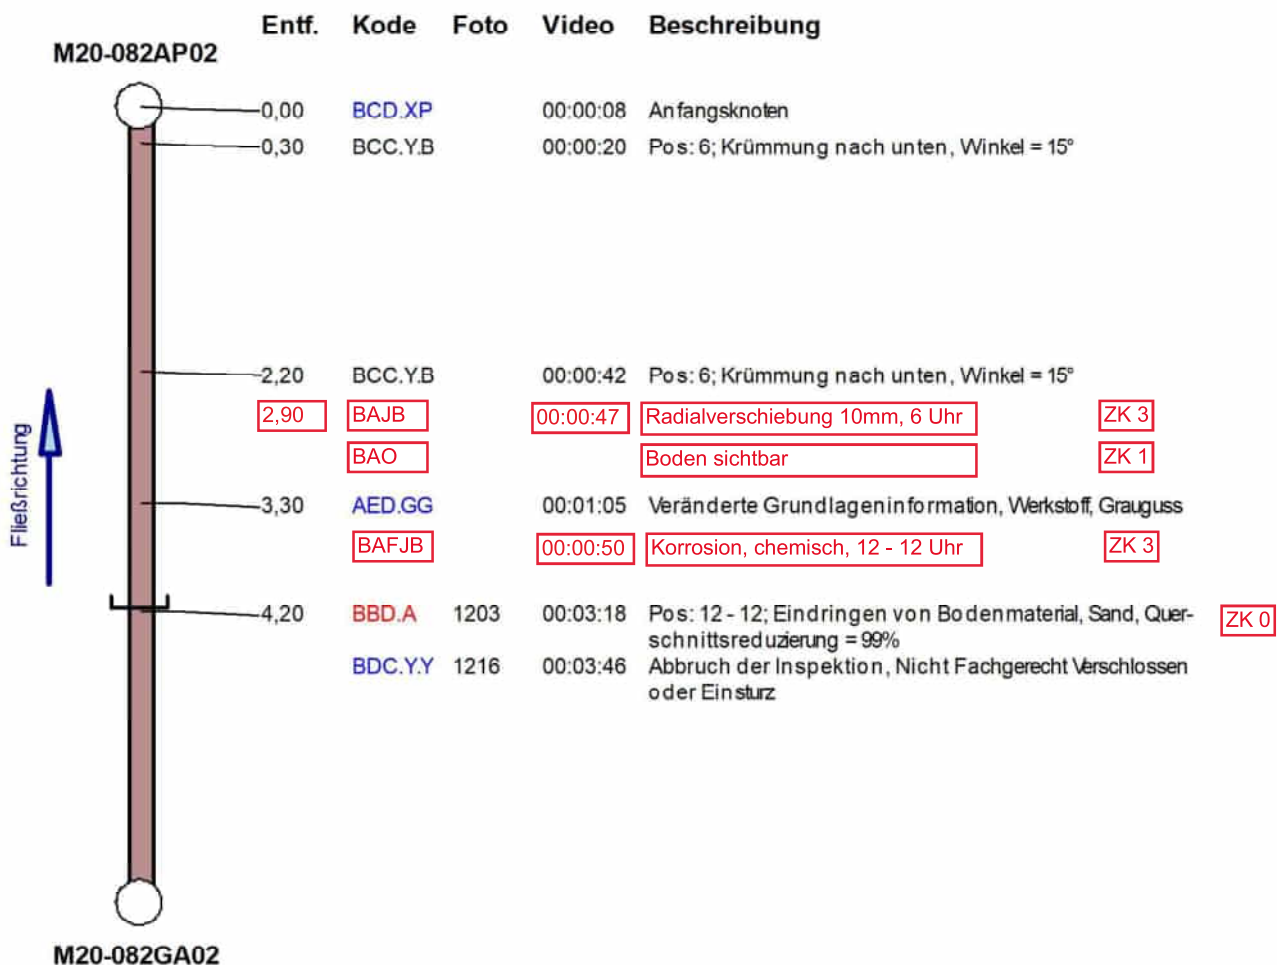 Entf. Kode Foto Video Beschreibung
M20-082AP02
0,00 BCD.XP 00:00:08 Anfangsknoten
0,30 BCC.Y.B 00:00:20 Pos: 6; Krümmung nach unten, Winkel = 15°
2,20 BCC.Y.B 00:00:42 Pos: 6; Krümmung nach unten, Winkel = 15°
2,90 BAJB 00:00:47 Radialverschiebung 10mm, 6 Uhr ZK 3
BAO Boden sichtbar ZK 1
Fließrichtung
3,30 AED.GG 00:01:05 Veränderte Grundlageninformation, Werkstoff, Grauguss
BAFJB 00:00:50 Korrosion, chemisch, 12 - 12 Uhr ZK 3
4,20 BBD.A 1203 00:03:18 Pos: 12 - 12; Eindringen von Bodenmaterial, Sand, Quer- ZK 0
schnittsreduzierung = 99%
BDC.Y.Y 1216 00:03:46 Abbruch der Inspektion, Nicht Fachgerecht Verschlossen
oder Einsturz
M20-082GA02